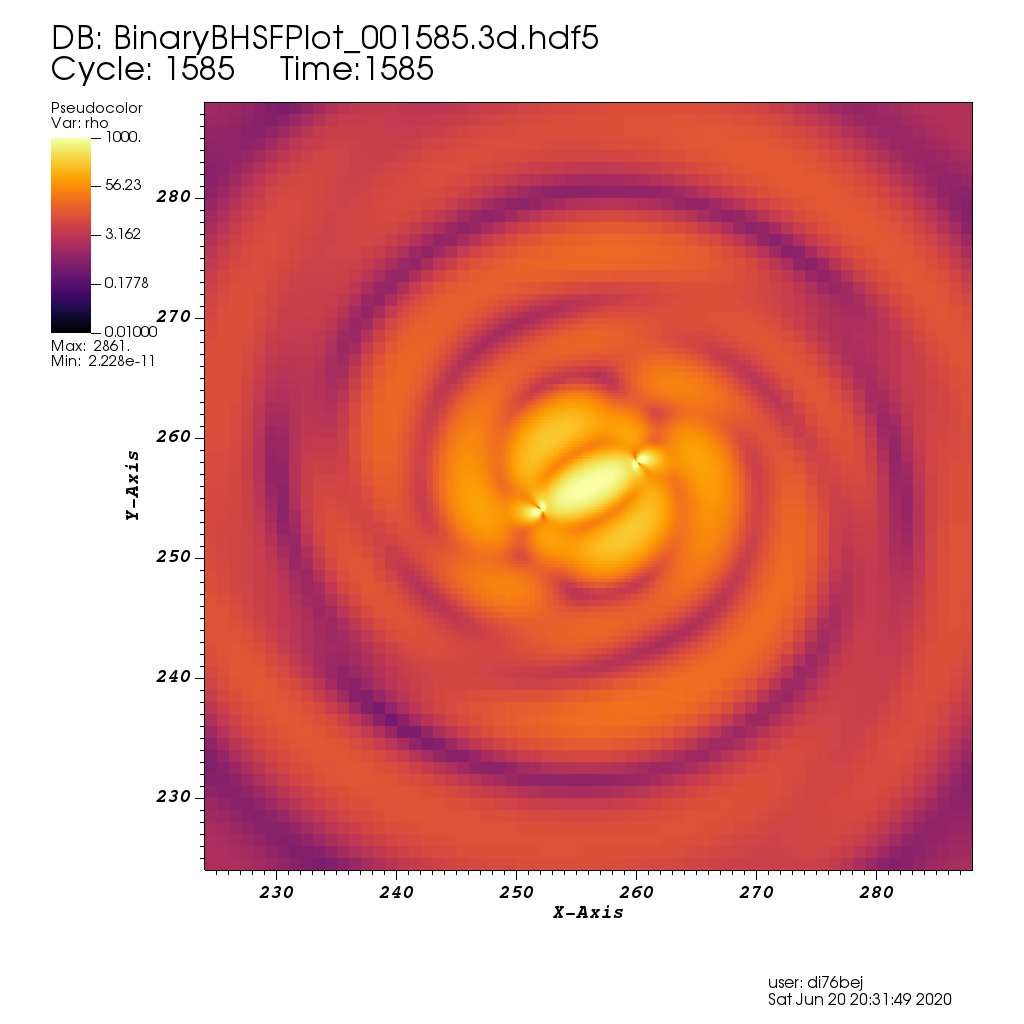 DB: BinaryBHSFPlot_001585.3d.hdf5
Cycle: 1585 Time:1585
Pseudocolor
Var: rho
1000.
56.23
3.162
0.1778
0.01000
Max: 2861.
Min: 2.228e-11
280
270
260
250
240
230
Y-Axis
230 240 250 260 270 280
X-Axis
user: di76bej
Sat Jun 20 20:31:49 2020